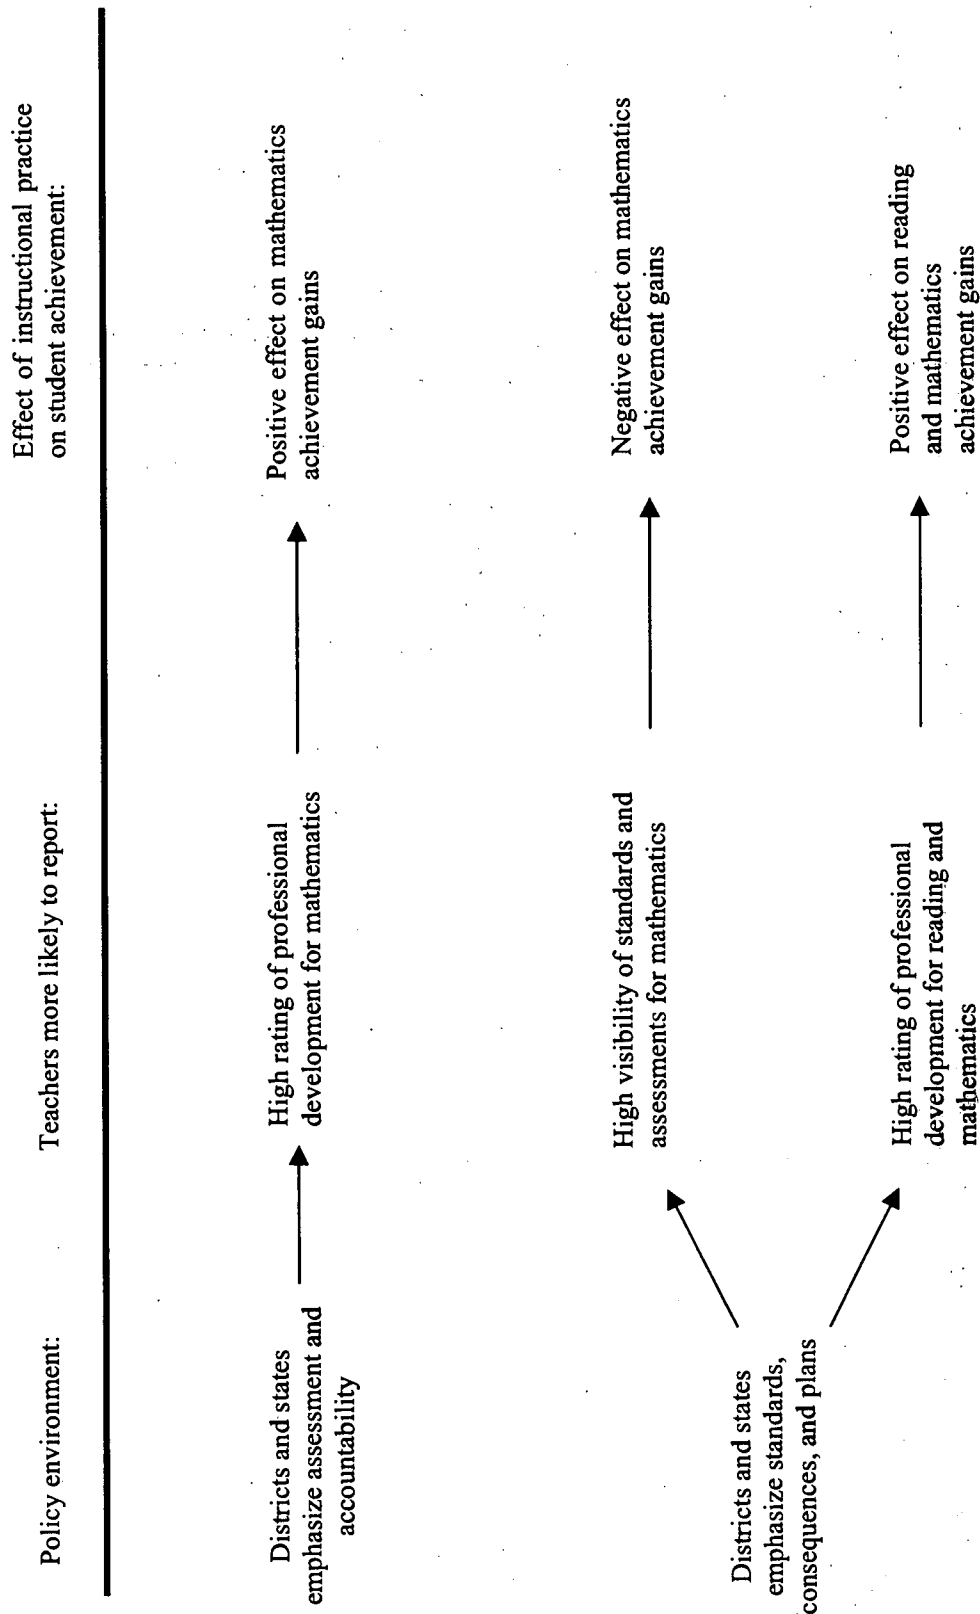 Policy environment:
Teachers more likely to report:
Effect of instructional practice
on student achievement:
Districts and states
emphasize assessment and
accountability
High rating of professional
development for mathematics
Positive effect on mathematics
achievement gains
Districts and states
emphasize standards,
consequences, and plans
High visibility of standards and
assessments for mathematics
Negative effect on mathematics
achievement gains
High rating of professional
development for reading and
mathematics
Positive effect on reading
and mathematics
achievement gains